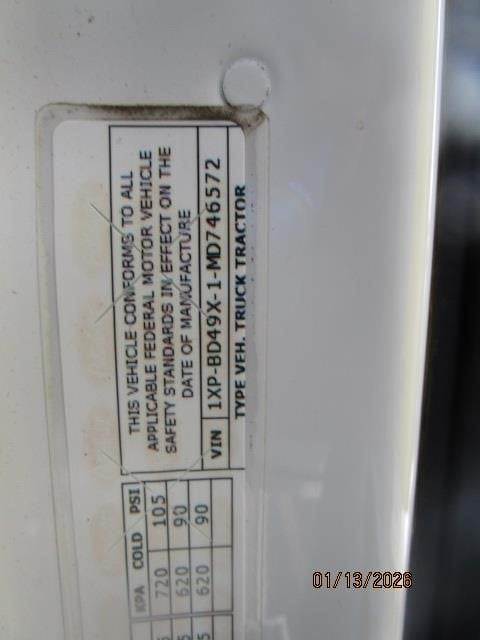 THIS VEHICLE CONFORMS TO ALL
APPLICABLE FEDERAL MOTOR VEHICLE
SAFETY STANDARDS IN EFFECT ON THE
DATE OF MANUFACTURE
VIN 1XP-BD49X-1-MD746572
TYPE VEH. TRUCK TRACTOR
KPA COLD PSI
720 105
620 90
620 90
01/13/2026